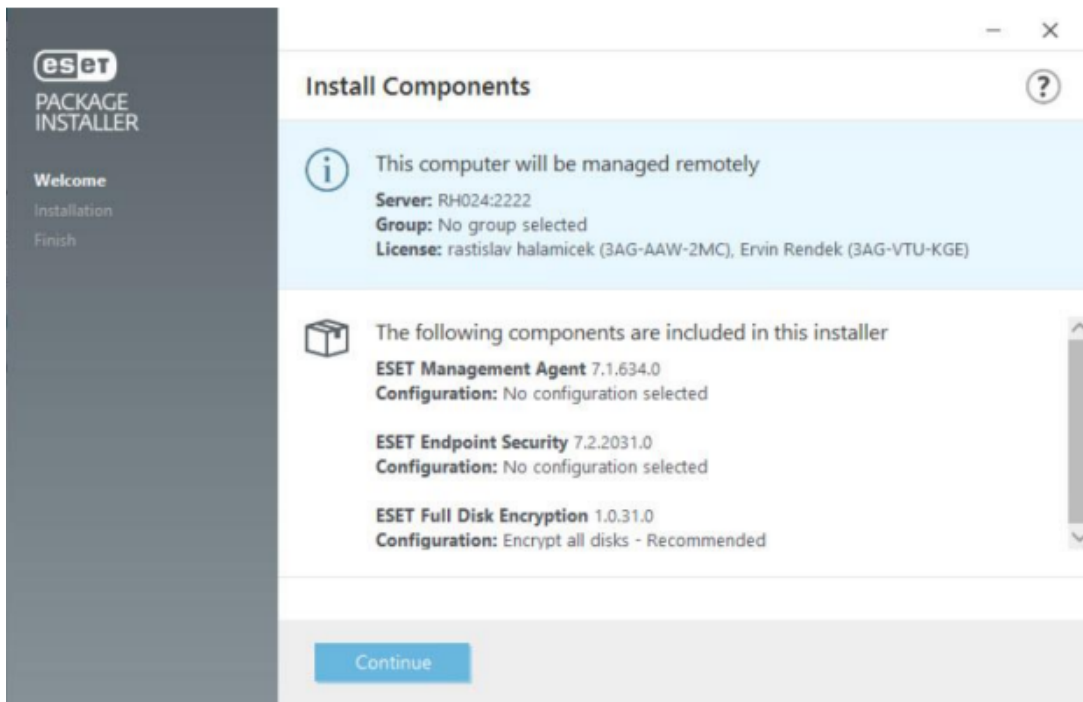 eseT
PACKAGE
INSTALLER
Welcome
Installation
Finish
Install Components
?
i
This computer will be managed remotely
Server: RH024:2222
Group: No group selected
License: rastislav halamicek (3AG-AAW-2MC), Ervin Rendek (3AG-VTU-KGE)
The following components are included in this installer
ESET Management Agent 7.1.634.0
Configuration: No configuration selected
ESET Endpoint Security 7.2.2031.0
Configuration: No configuration selected
ESET Full Disk Encryption 1.0.31.0
Configuration: Encrypt all disks - Recommended
Continue